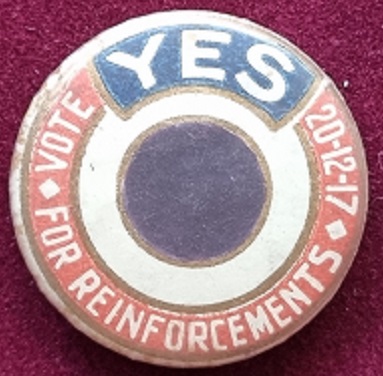 YES
VOTE ◆ FOR REINFORCEMENTS ◆ 20-12-17